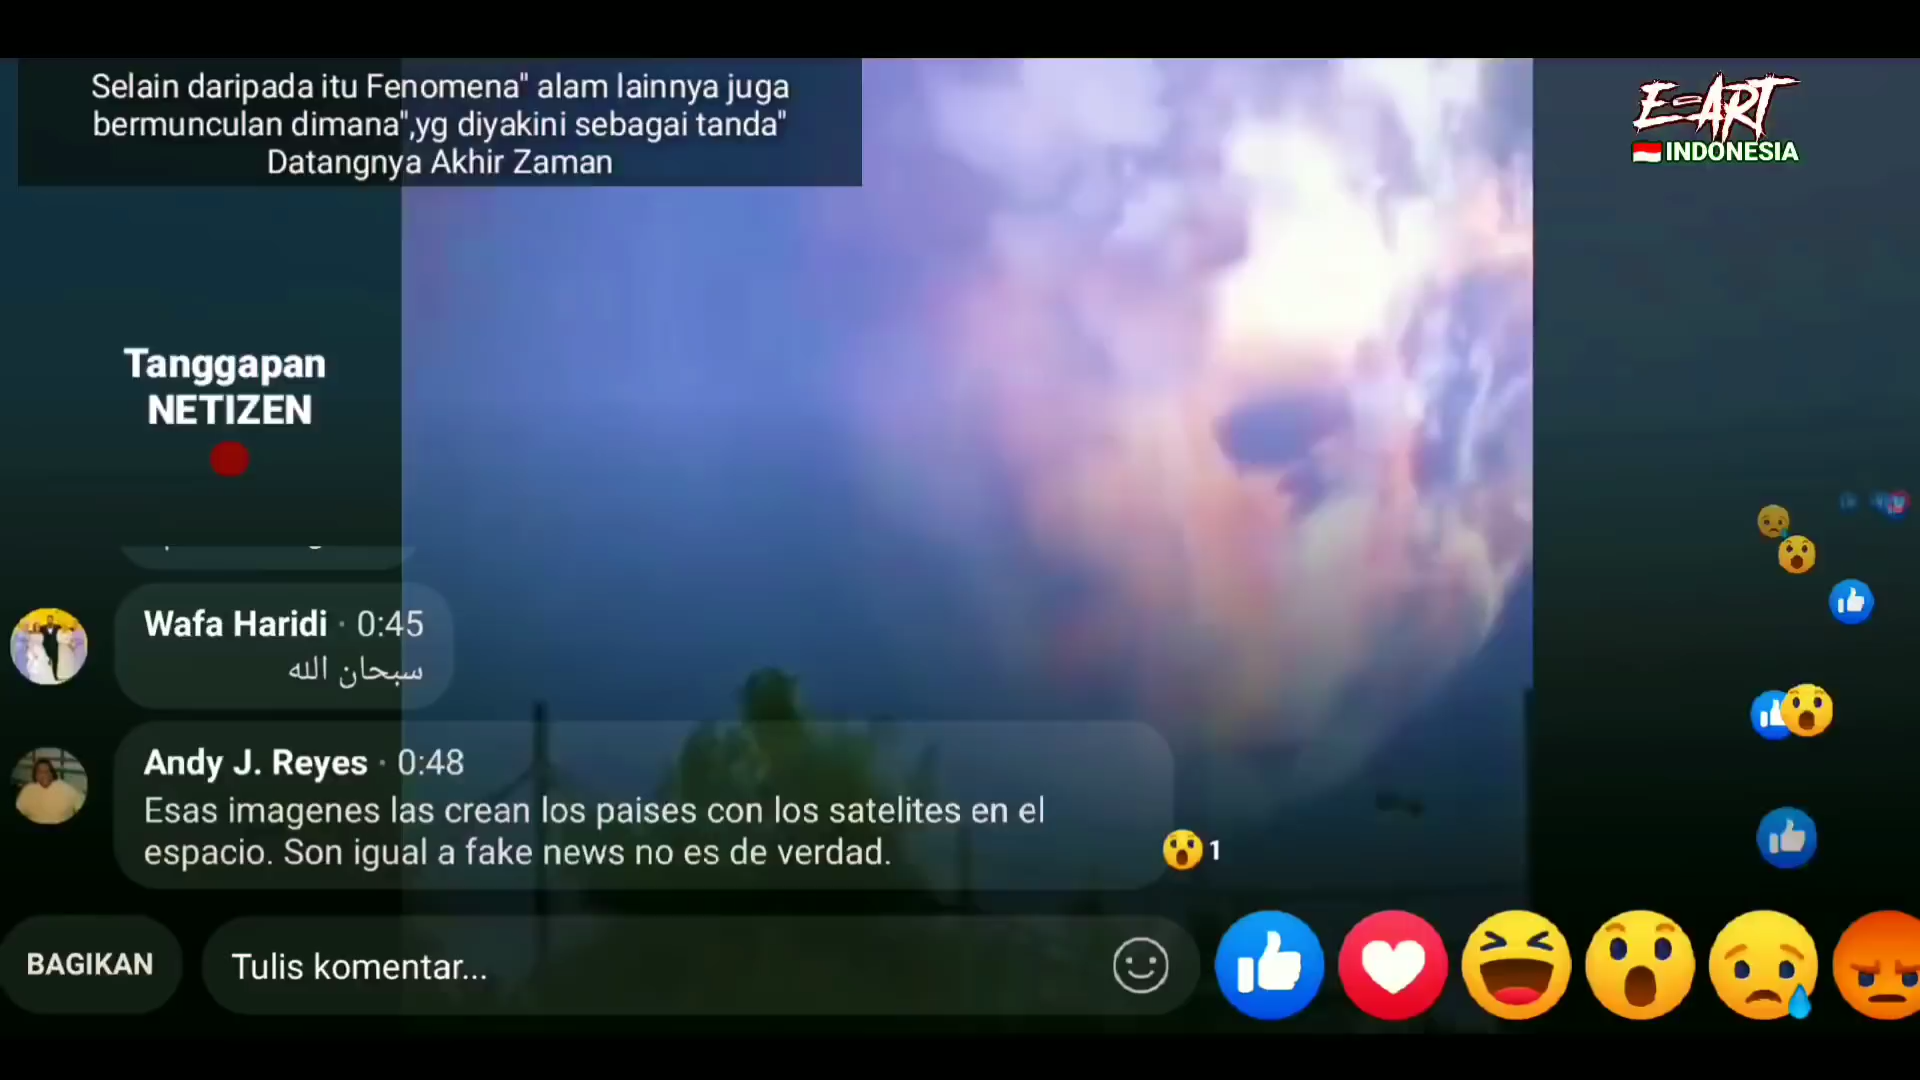 Selain daripada itu Fenomena" alam lainnya juga
bermunculan dimana",yg diyakini sebagai tanda"
Datangnya Akhir Zaman
E=ART
INDONESIA
Tanggapan
NETIZEN
Wafa Haridi · 0:45
سبحان الله
Andy J. Reyes · 0:48
Esas imagenes las crean los paises con los satelites en el
espacio. Son igual a fake news no es de verdad.
1
BAGIKAN
Tulis komentar...